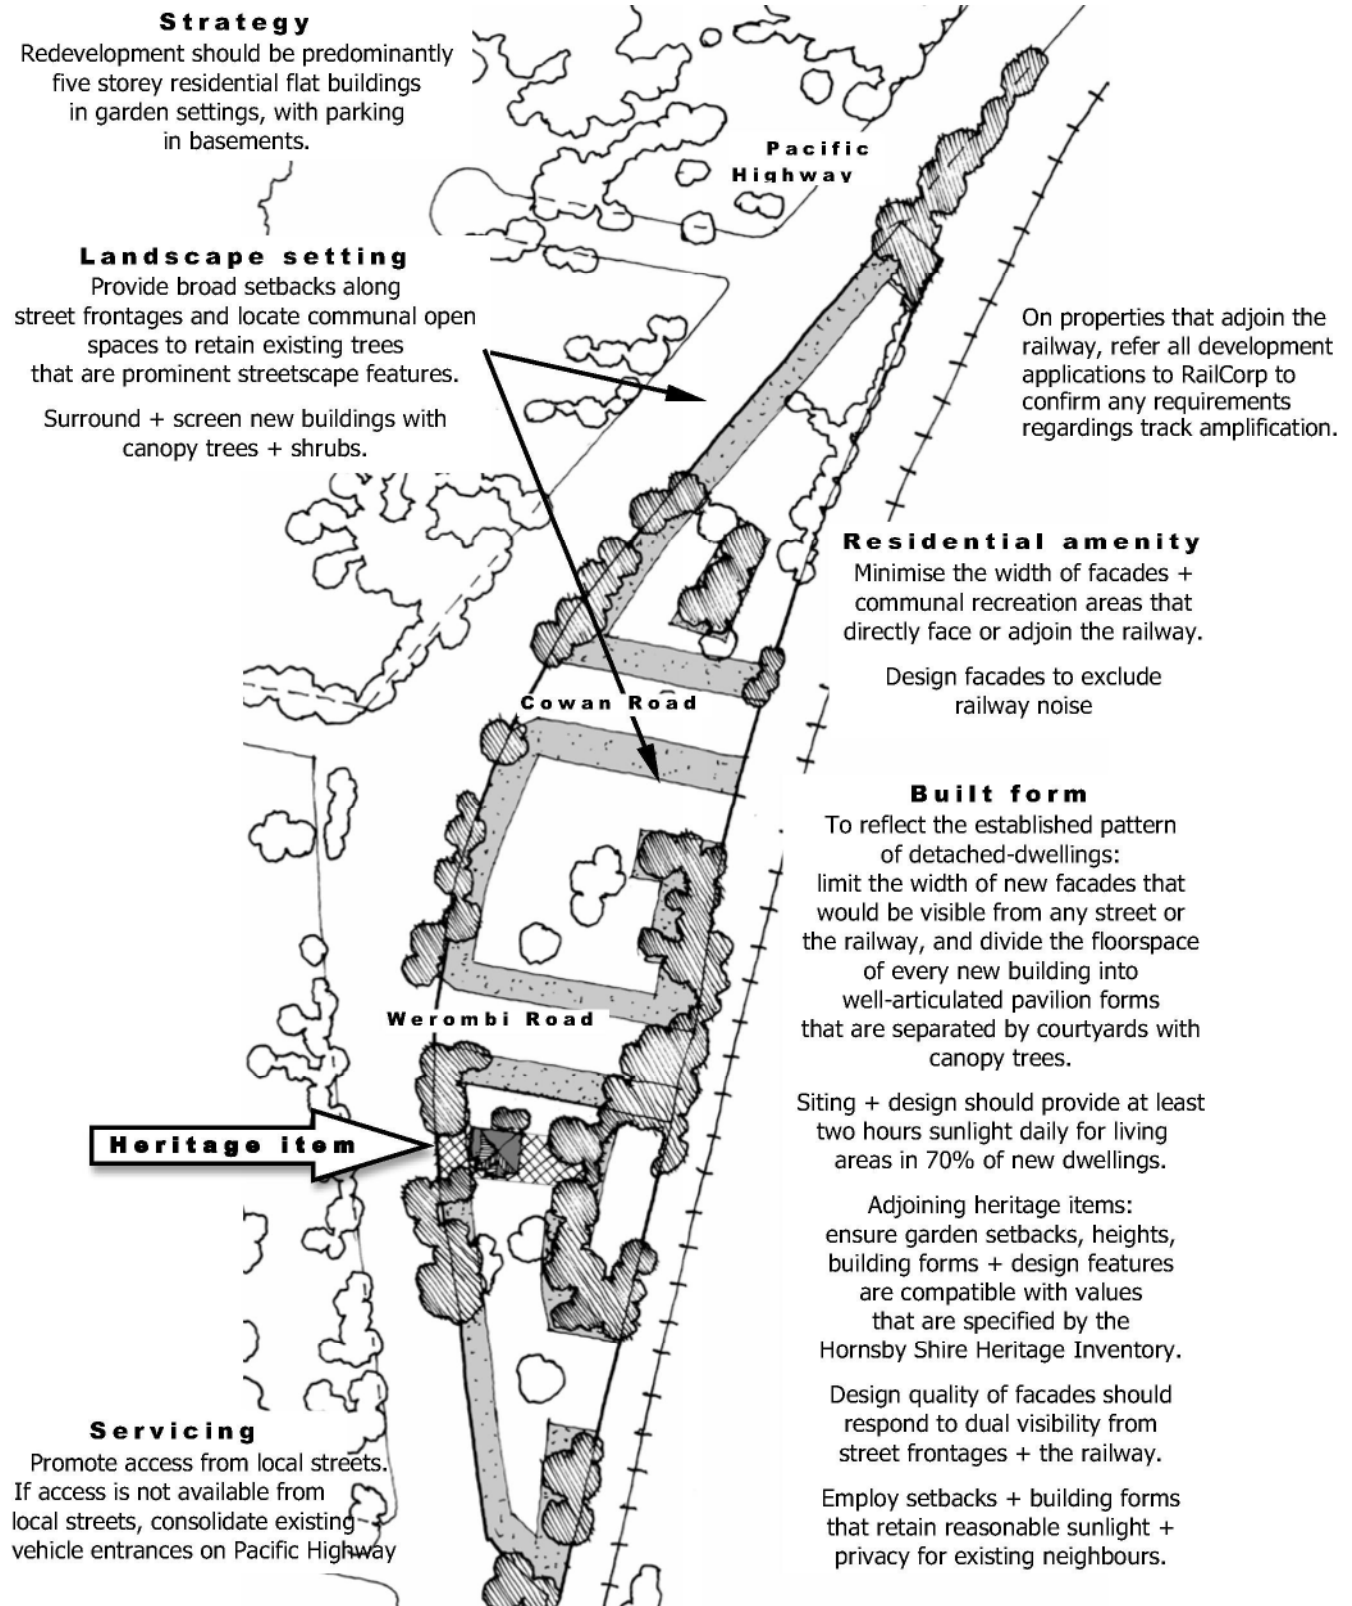 Strategy
Redevelopment should be predominantly
five storey residential flat buildings
in garden settings, with parking
in basements.
Pacific
Highway
Landscape setting
Provide broad setbacks along
street frontages and locate communal open
spaces to retain existing trees
that are prominent streetscape features.
Surround + screen new buildings with
canopy trees + shrubs.
On properties that adjoin the
railway, refer all development
applications to RailCorp to
confirm any requirements
regardings track amplification.
Residential amenity
Minimise the width of facades +
communal recreation areas that
directly face or adjoin the railway.
Design facades to exclude
railway noise
Cowan Road
Built form
To reflect the established pattern
of detached-dwellings:
limit the width of new facades that
would be visible from any street or
the railway, and divide the floorspace
of every new building into
well-articulated pavilion forms
that are separated by courtyards with
canopy trees.
Werombi Road
Siting + design should provide at least
two hours sunlight daily for living
areas in 70% of new dwellings.
Heritage item
Adjoining heritage items:
ensure garden setbacks, heights,
building forms + design features
are compatible with values
that are specified by the
Hornsby Shire Heritage Inventory.
Design quality of facades should
respond to dual visibility from
street frontages + the railway.
Employ setbacks + building forms
that retain reasonable sunlight +
privacy for existing neighbours.
Servicing
Promote access from local streets.
If access is not available from
local streets, consolidate existing
vehicle entrances on Pacific Highway